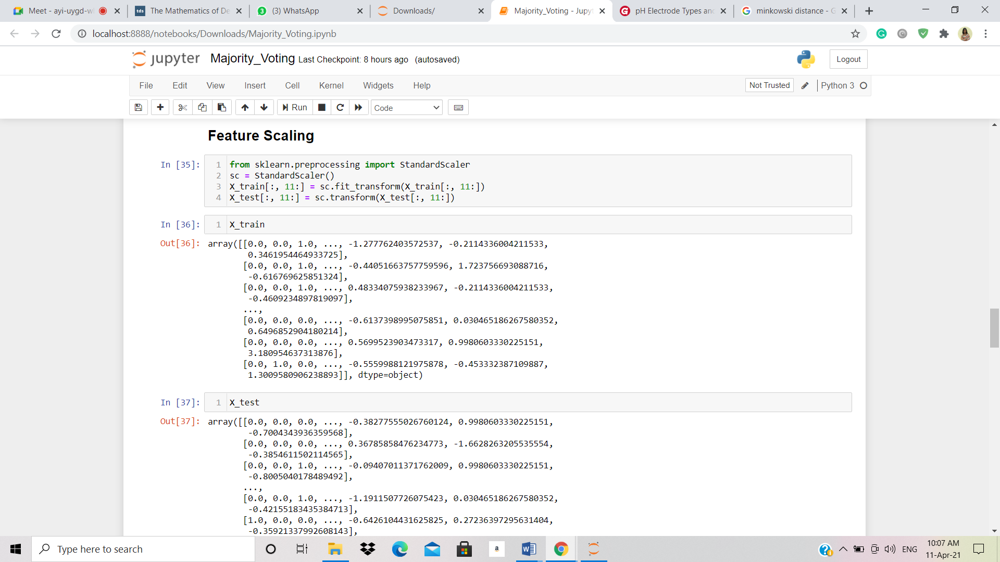 Meet - ayi-uygd-w
The Mathematics of De
(3) WhatsApp
Downloads/
Majority_Voting - Jupyt
pH Electrode Types and
minkowski distance - G
localhost:8888/notebooks/Downloads/Majority_Voting.ipynb
jupyter Majority_Voting Last Checkpoint: 8 hours ago (autosaved)
Logout
File Edit View Insert Cell Kernel Widgets Help
Not Trusted
Python 3
Run
Code
Feature Scaling
In [35]:
1 from sklearn.preprocessing import StandardScaler
2 sc = StandardScaler()
3 X_train[:, 11:] = sc.fit_transform(X_train[:, 11:])
4 X_test[:, 11:] = sc.transform(X_test[:, 11:])
In [36]: 1 X_train
Out[36]: array([[0.0, 0.0, 1.0, ..., -1.277762403572537, -0.2114336004211533,
0.3461954464933725],
[0.0, 0.0, 1.0, ..., -0.44051663757759596, 1.723756693088716,
-0.616769625851324],
[0.0, 0.0, 1.0, ..., 0.48334075938233967, -0.2114336004211533,
-0.4609234897819097],
...,
[0.0, 0.0, 0.0, ..., -0.6137398995075851, 0.030465186267580352,
0.6496852904180214],
[0.0, 0.0, 0.0, ..., 0.5699523903473317, 0.9980603330225151,
3.180954637313876],
[0.0, 1.0, 0.0, ..., -0.5559988121975878, -0.453332387109887,
1.3009580906238893]], dtype=object)
In [37]: 1 X_test
Out[37]: array([[0.0, 0.0, 0.0, ..., -0.38277555026760124, 0.9980603330225151,
-0.7004343936359568],
[0.0, 0.0, 0.0, ..., 0.36785858476234773, -1.6628263205535554,
-0.3854611502114565],
[0.0, 0.0, 1.0, ..., -0.09407011371762009, 0.9980603330225151,
-0.8005040178489492],
...,
[0.0, 0.0, 1.0, ..., -1.1911507726075423, 0.030465186267580352,
-0.42155183435384713],
[1.0, 0.0, 0.0, ..., -0.6426104431625825, 0.27236397295631404,
-0.35921337992608143],
Type here to search
ENG
10:07 AM
11-Apr-21